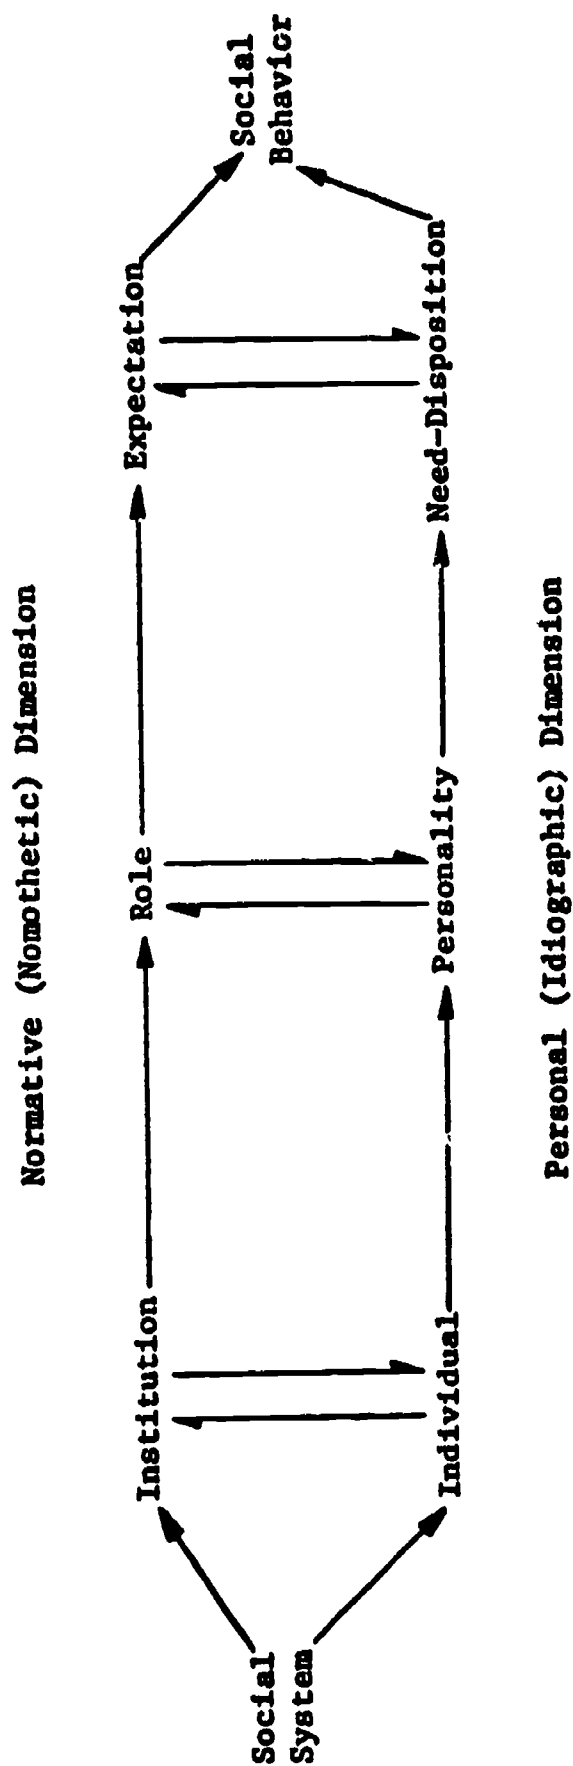 Normative (Nomothetic) Dimension
Institution
Role
Expectation
Social
System
Social
Behavior
Individual
Personality
Need-Disposition
Personal (Idiographic) Dimension